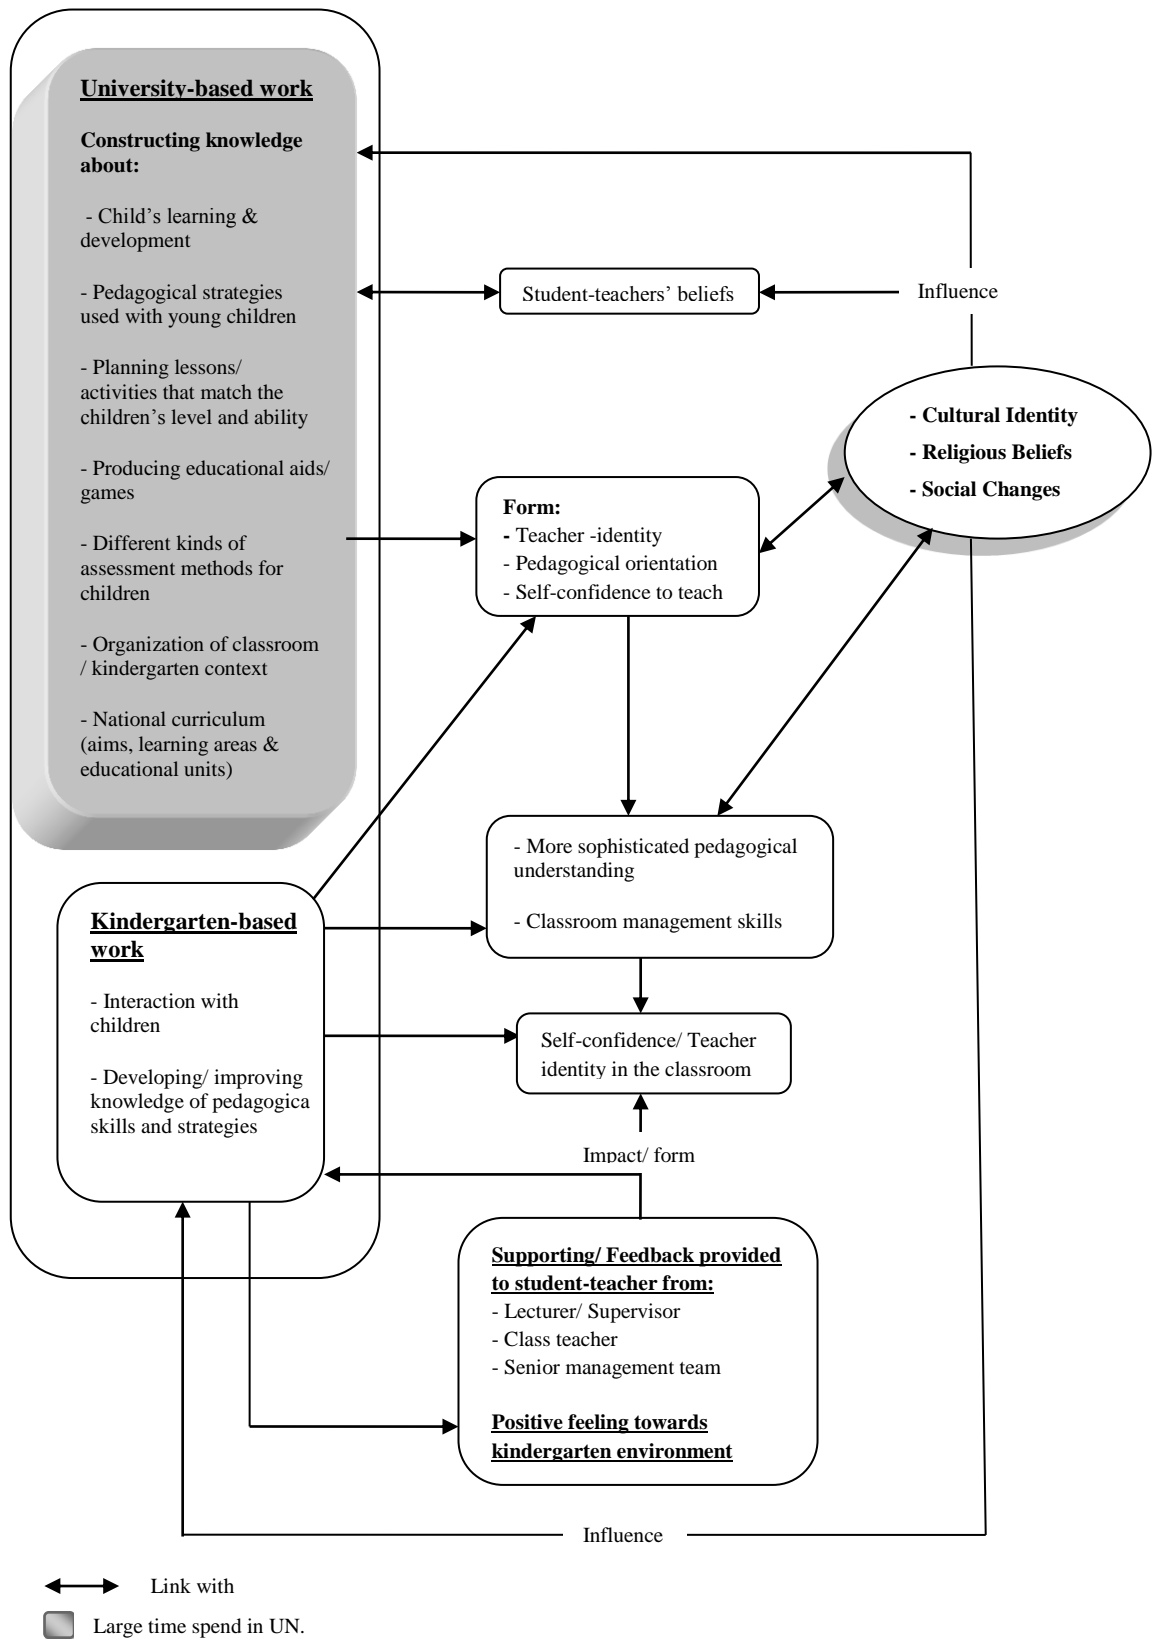 University-based work
Constructing knowledge
about:
- Child's learning &
development
- Pedagogical strategies
used with young children
- Planning lessons/
activities that match the
children's level and ability
- Producing educational aids/
games
- Different kinds of
assessment methods for
children
- Organization of classroom
/ kindergarten context
- National curriculum
(aims, learning areas &
educational units)
Student-teachers' beliefs
Influence
- Cultural Identity
- Religious Beliefs
- Social Changes
Form:
- Teacher -identity
- Pedagogical orientation
- Self-confidence to teach
- More sophisticated pedagogical
understanding
- Classroom management skills
Kindergarten-based
work
- Interaction with
children
- Developing/ improving
knowledge of pedagogica
skills and strategies
Self-confidence/ Teacher
identity in the classroom
Impact/ form
Supporting/ Feedback provided
to student-teacher from:
- Lecturer/ Supervisor
- Class teacher
- Senior management team
Positive feeling towards
kindergarten environment
Influence
Link with
Large time spend in UN.